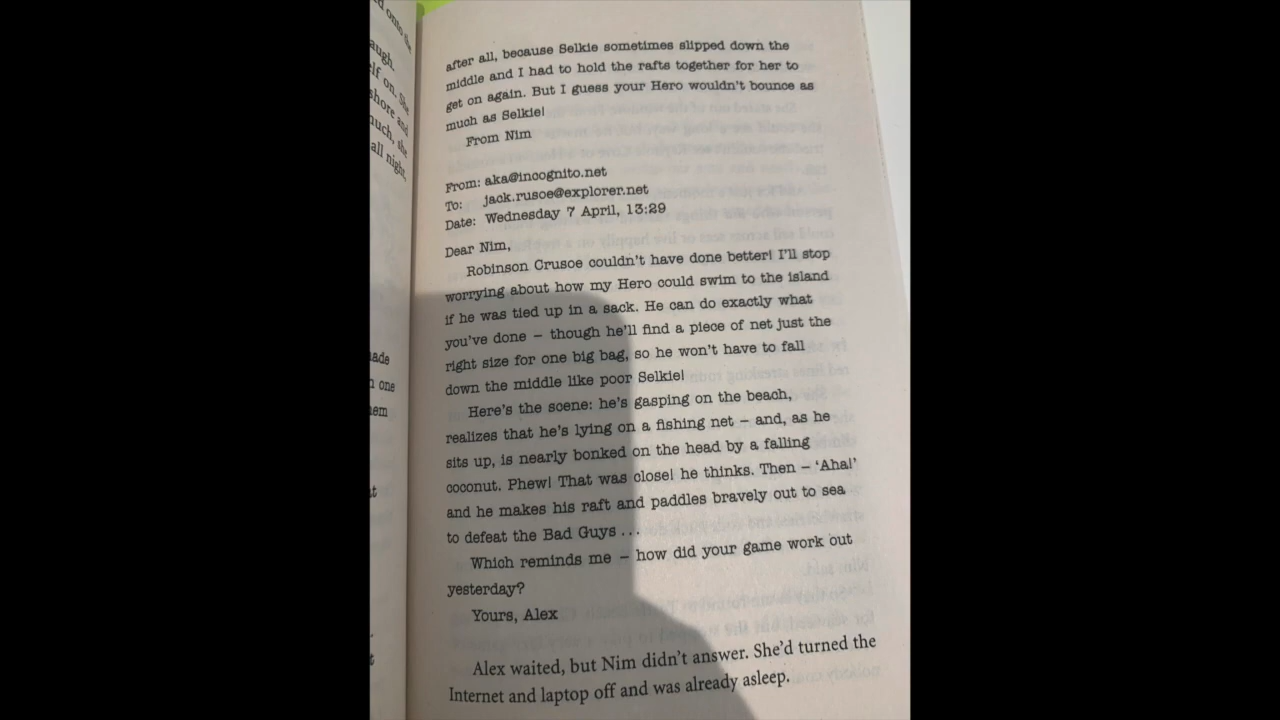 after all, because Selkie sometimes slipped down the
middle and I had to hold the rafts together for her to
get on again. But I guess your Hero wouldn't bounce as
much as Selkie!
From Nim
From: aka@incognito.net
To: jack.rusoe@explorer.net
Date: Wednesday 7 April, 13:29
Dear Nim,
Robinson Crusoe couldn't have done better! I'll stop
worrying about how my Hero could swim to the island
if he was tied up in a sack. He can do exactly what
you've done – though he'll find a piece of net just the
right size for one big bag, so he won't have to fall
down the middle like poor Selkie!
Here's the scene: he's gasping on the beach,
realizes that he's lying on a fishing net – and, as he
sits up, is nearly bonked on the head by a falling
coconut. Phew! That was close! he thinks. Then – 'Aha!'
and he makes his raft and paddles bravely out to sea
to defeat the Bad Guys ...
Which reminds me – how did your game work out
yesterday?
Yours, Alex
Alex waited, but Nim didn't answer. She'd turned the
Internet and laptop off and was already asleep.